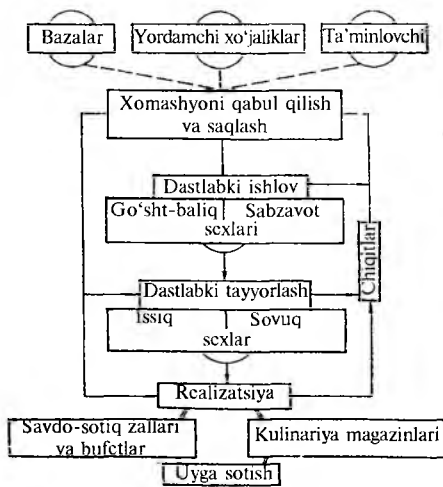 Bazalar
Yordamchi xo‘jaliklar
Ta’minlovchi
Xomashyoni qabul qilish
va saqlash
Dastlabki ishlov
Go‘sht-baliq Sabzavot
sexlari
Chiqitlar
Dastlabki tayyorlash
Issiq Sovuq
sexlar
Realizatsiya
Savdo-sotiq zallari
va bufetlar
Kulinariya magazinlari
Uyga sotish